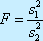 F = s₁² / s₂²